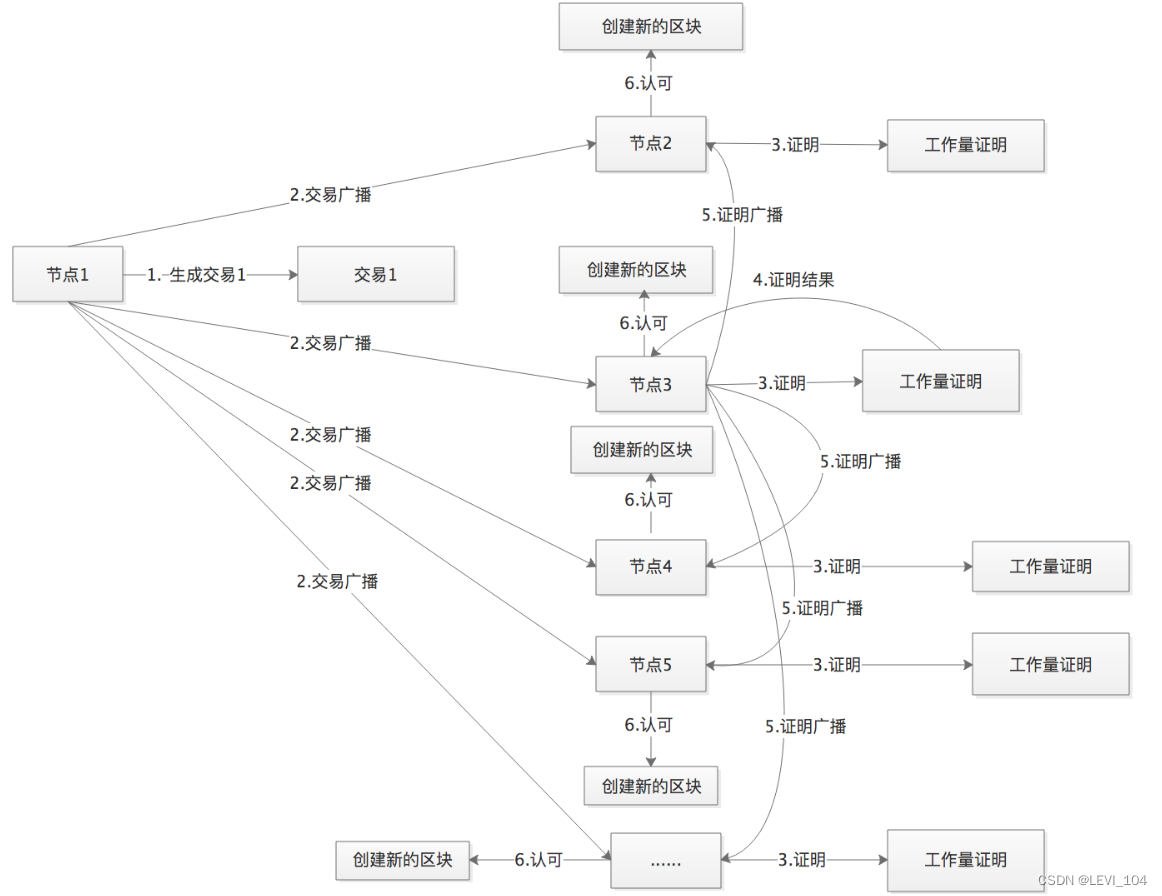 创建新的区块
6.认可
节点2
3.证明
工作量证明
2.交易广播
5.证明广播
节点1
1. 生成交易1
交易1
创建新的区块
4.证明结果
6.认可
2.交易广播
节点3
3.证明
工作量证明
2.交易广播
创建新的区块
5.证明广播
2.交易广播
6.认可
节点4
3.证明
工作量证明
2.交易广播
5.证明广播
节点5
3.证明
工作量证明
6.认可
5.证明广播
创建新的区块
创建新的区块
6.认可
......
3.证明
工作量证明
CSDN @LEVI_104